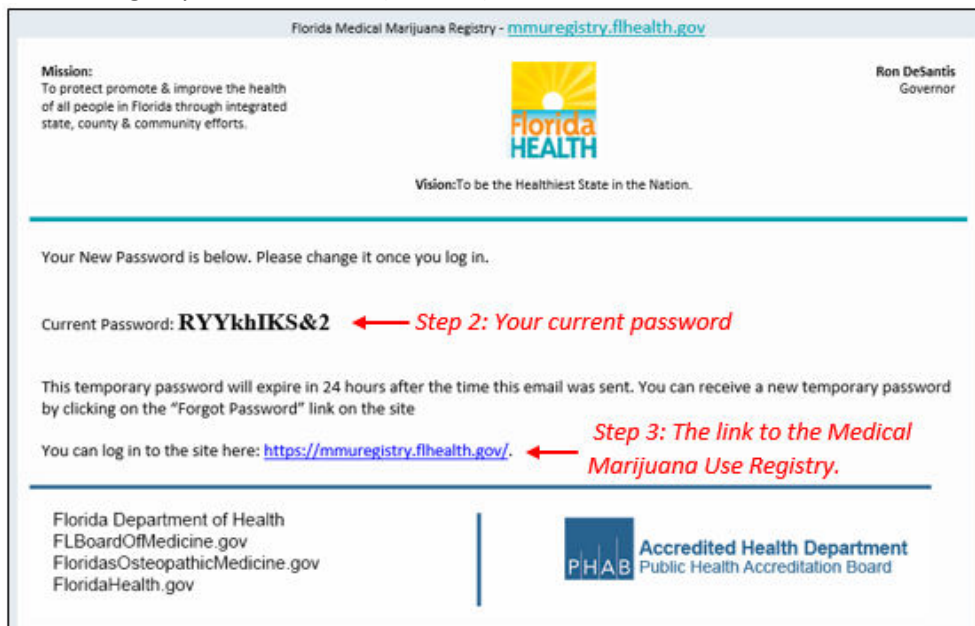 Florida Medical Marijuana Registry - mmuregistry.flhealth.gov
Mission:
To protect promote & improve the health
of all people in Florida through integrated
state, county & community efforts.
Florida
HEALTH
Ron DeSantis
Governor
Vision:To be the Healthiest State in the Nation.
Your New Password is below. Please change it once you log in.
Current Password: RYYkhIKS&2
Step 2: Your current password
This temporary password will expire in 24 hours after the time this email was sent. You can receive a new temporary password
by clicking on the “Forgot Password” link on the site
You can log in to the site here: https://mmuregistry.flhealth.gov/.
Step 3: The link to the Medical
Marijuana Use Registry.
Florida Department of Health
FLBoardOfMedicine.gov
FloridasOsteopathicMedicine.gov
FloridaHealth.gov
PHAB
Accredited Health Department
Public Health Accreditation Board